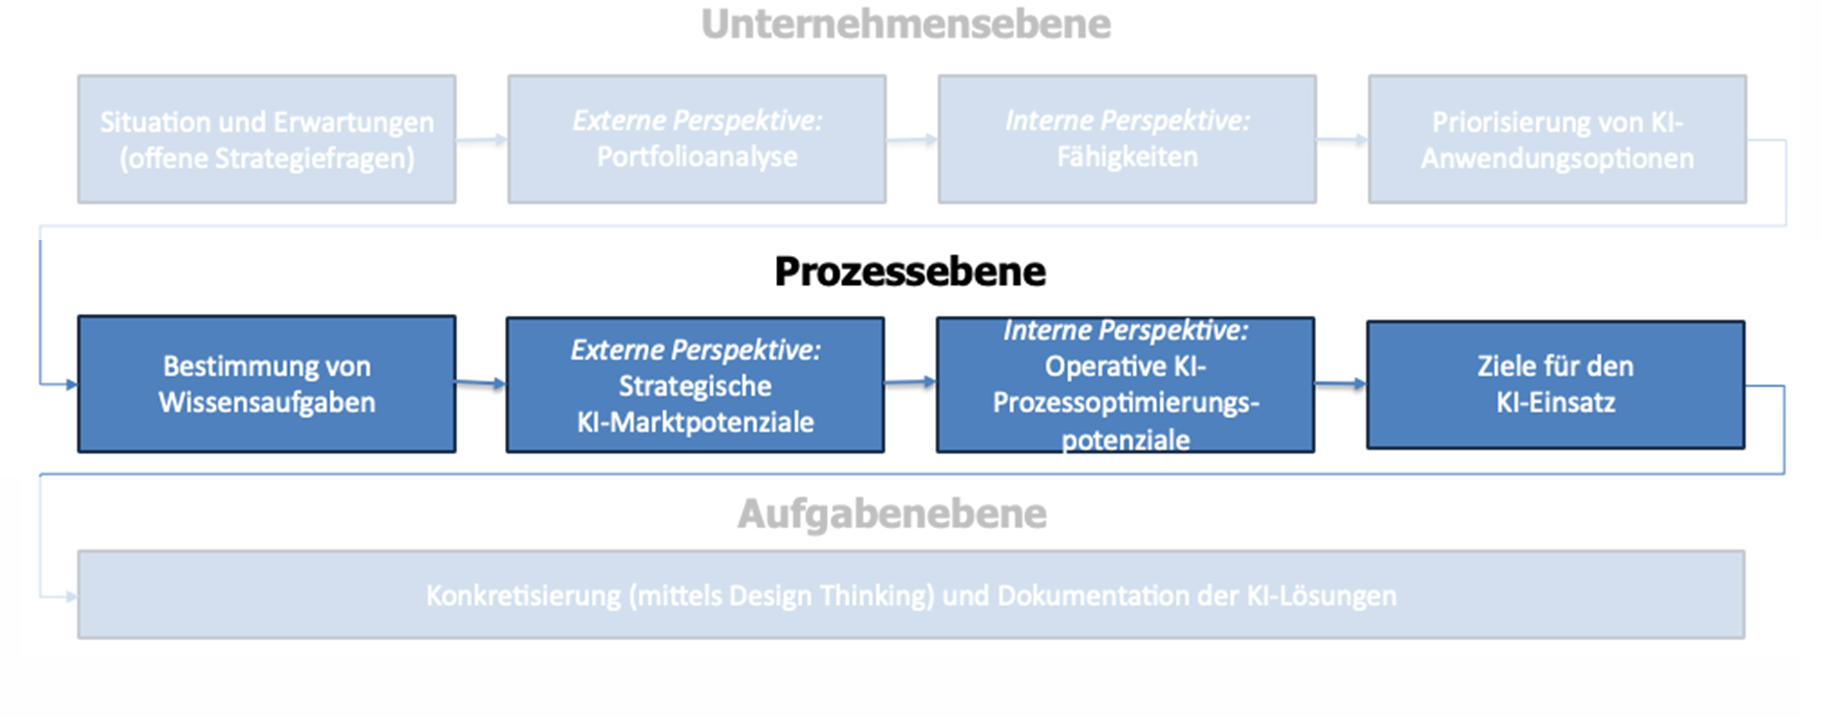 Unternehmensebene
Situation und Erwartungen
(offene Strategiefragen)
Externe Perspektive:
Portfolioanalyse
Interne Perspektive:
Fähigkeiten
Priorisierung von KI-
Anwendungsoptionen
Prozessebene
Bestimmung von
Wissensaufgaben
Externe Perspektive:
Strategische
KI-Marktpotenziale
Interne Perspektive:
Operative KI-
Prozessoptimierungs-
potenziale
Ziele für den
KI-Einsatz
Aufgabenebene
Konkretisierung (mittels Design Thinking) und Dokumentation der KI-Lösungen